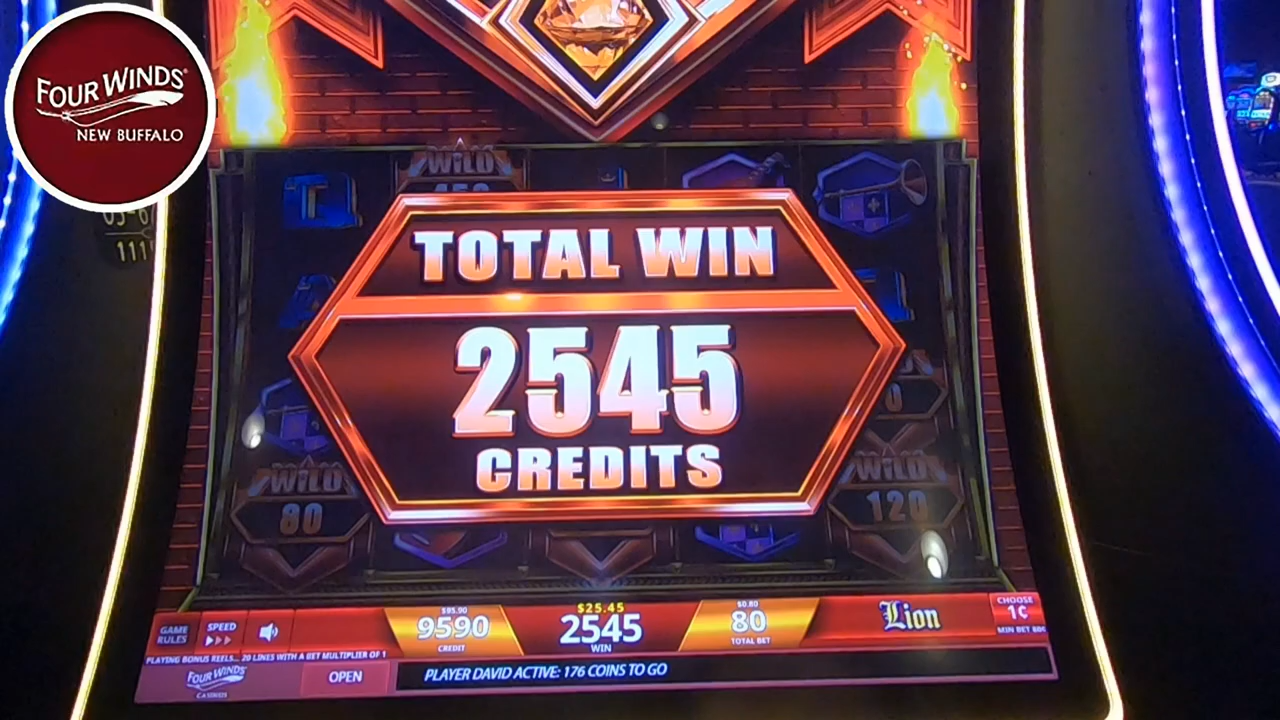 FOUR WINDS®
NEW BUFFALO
WILD
TOTAL WIN
2545
CREDITS
WILD
80
WILD
120
GAME
RULES
SPEED
$95.90
9590
CREDIT
$25.45
2545
WIN
$0.80
80
TOTAL BET
Lion
CHOOSE
1¢
PLAYING BONUS REELS... 20 LINES WITH A BET MULTIPLIER OF 1
FOUR WINDS
CASINOS
OPEN
PLAYER DAVID ACTIVE: 176 COINS TO GO